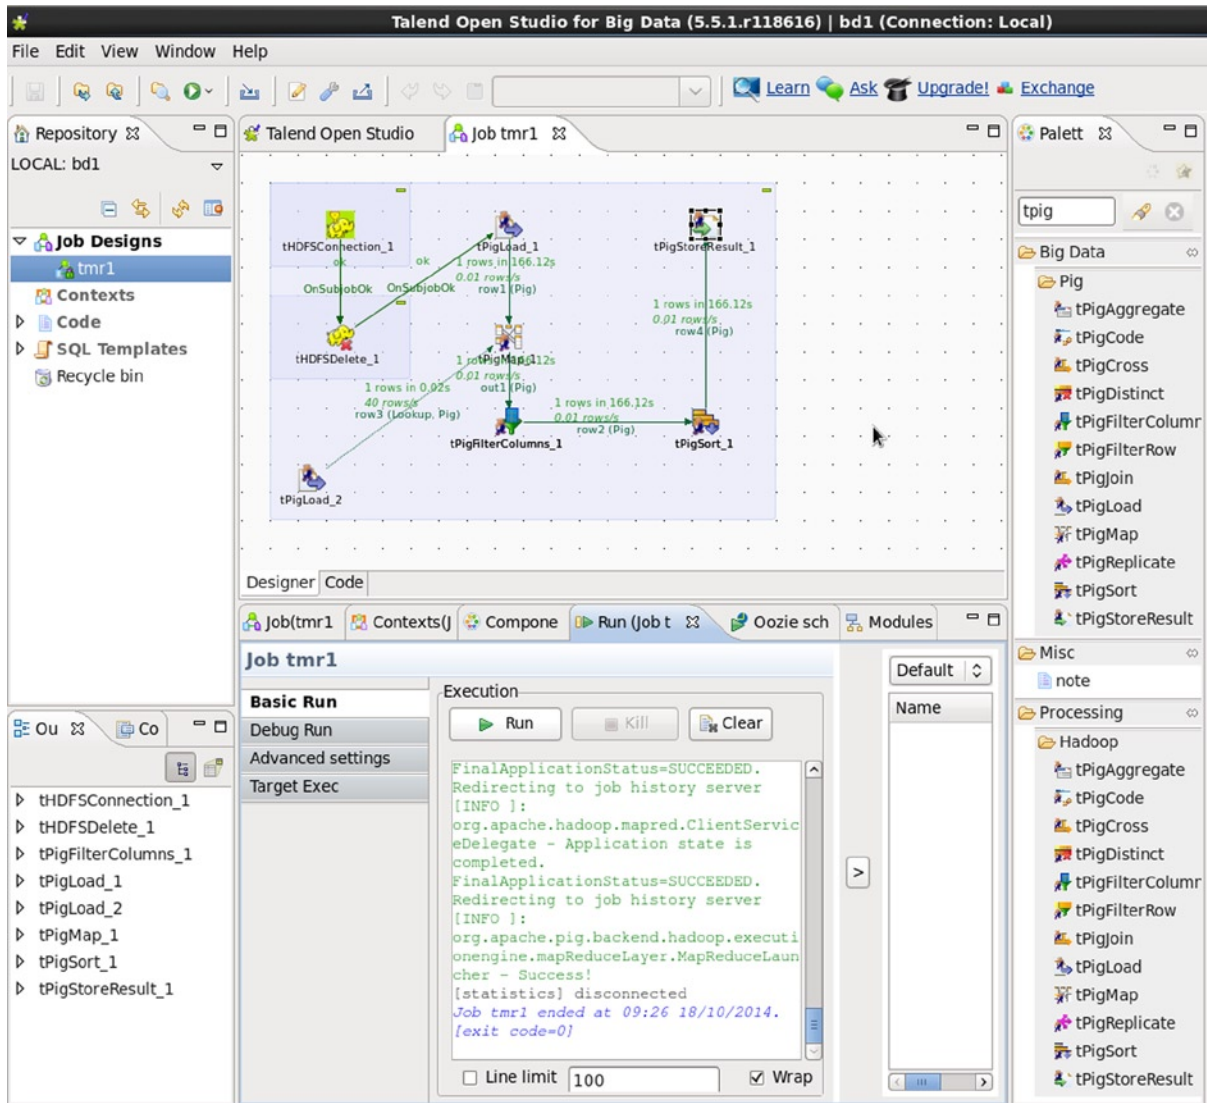 Talend Open Studio for Big Data (5.5.1.r118616) | bd1 (Connection: Local)
File Edit View Window Help
Learn Ask Upgrade! Exchange
Repository
LOCAL: bd1
Job Designs
tmr1
Contexts
Code
SQL Templates
Recycle bin
Talend Open Studio
Job tmr1
tHDFSConnection_1
tPigLoad_1
tPigStoreResult_1
ok
ok
1 rows in 166.12s
0.01 rows/s
row1 (Pig)
OnSubjobOk
OnSubjobOk
1 rows in 166.12s
0.01 rows/s
row4 (Pig)
tHDFSDelete_1
tPigMap_1
1 rows in 166.12s
0.01 rows/s
out1 (Pig)
1 rows in 0.02s
40 rows/s
row3 (Lookup, Pig)
1 rows in 166.12s
0.01 rows/s
row2 (Pig)
tPigFilterColumns_1
tPigSort_1
tPigLoad_2
Designer Code
Palett
tpig
Big Data
Pig
tPigAggregate
tPigCode
tPigCross
tPigDistinct
tPigFilterColumr
tPigFilterRow
tPigJoin
tPigLoad
tPigMap
tPigReplicate
tPigSort
tPigStoreResult
Misc
note
Processing
Hadoop
tPigAggregate
tPigCode
tPigCross
tPigDistinct
tPigFilterColumr
tPigFilterRow
tPigJoin
tPigLoad
tPigMap
tPigReplicate
tPigSort
tPigStoreResult
Ou Co
tHDFSConnection_1
tHDFSDelete_1
tPigFilterColumns_1
tPigLoad_1
tPigLoad_2
tPigMap_1
tPigSort_1
tPigStoreResult_1
Job(tmr1 Contexts(J Compone Run (Job t Oozie sch Modules
Job tmr1
Basic Run
Debug Run
Advanced settings
Target Exec
Execution
Run Kill Clear
FinalApplicationStatus=SUCCEEDED.
Redirecting to job history server
[INFO ]:
org.apache.hadoop.mapred.ClientServic
eDelegate - Application state is
completed.
FinalApplicationStatus=SUCCEEDED.
Redirecting to job history server
[INFO ]:
org.apache.pig.backend.hadoop.executi
onengine.mapReduceLayer.MapReduceLaun
cher - Success!
[statistics] disconnected
Job tmr1 ended at 09:26 18/10/2014.
[exit code=0]
Line limit 100 Wrap
>
Default
Name